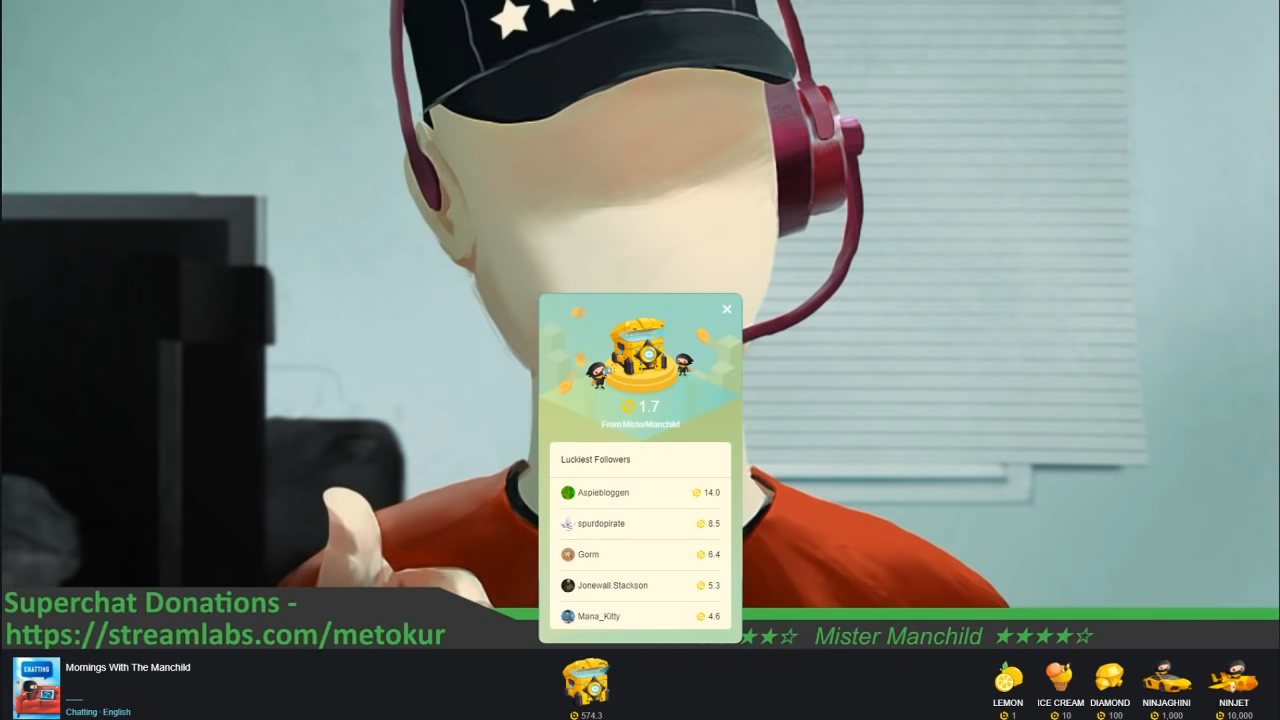 1.7
From MisterManchild
Luckiest Followers
Aspiebloggen 14.0
spurdopirate 8.5
Gorm 6.4
Jonewall.Stackson 5.3
Mana_Kitty 4.6
Superchat Donations -
https://streamlabs.com/metokur
★★☆ Mister Manchild ★★★★☆
CHATTING
Mornings With The Manchild
Chatting · English
574.3
LEMON ICE CREAM DIAMOND NINJAGHINI NINJET
1 10 100 1,000 10,000